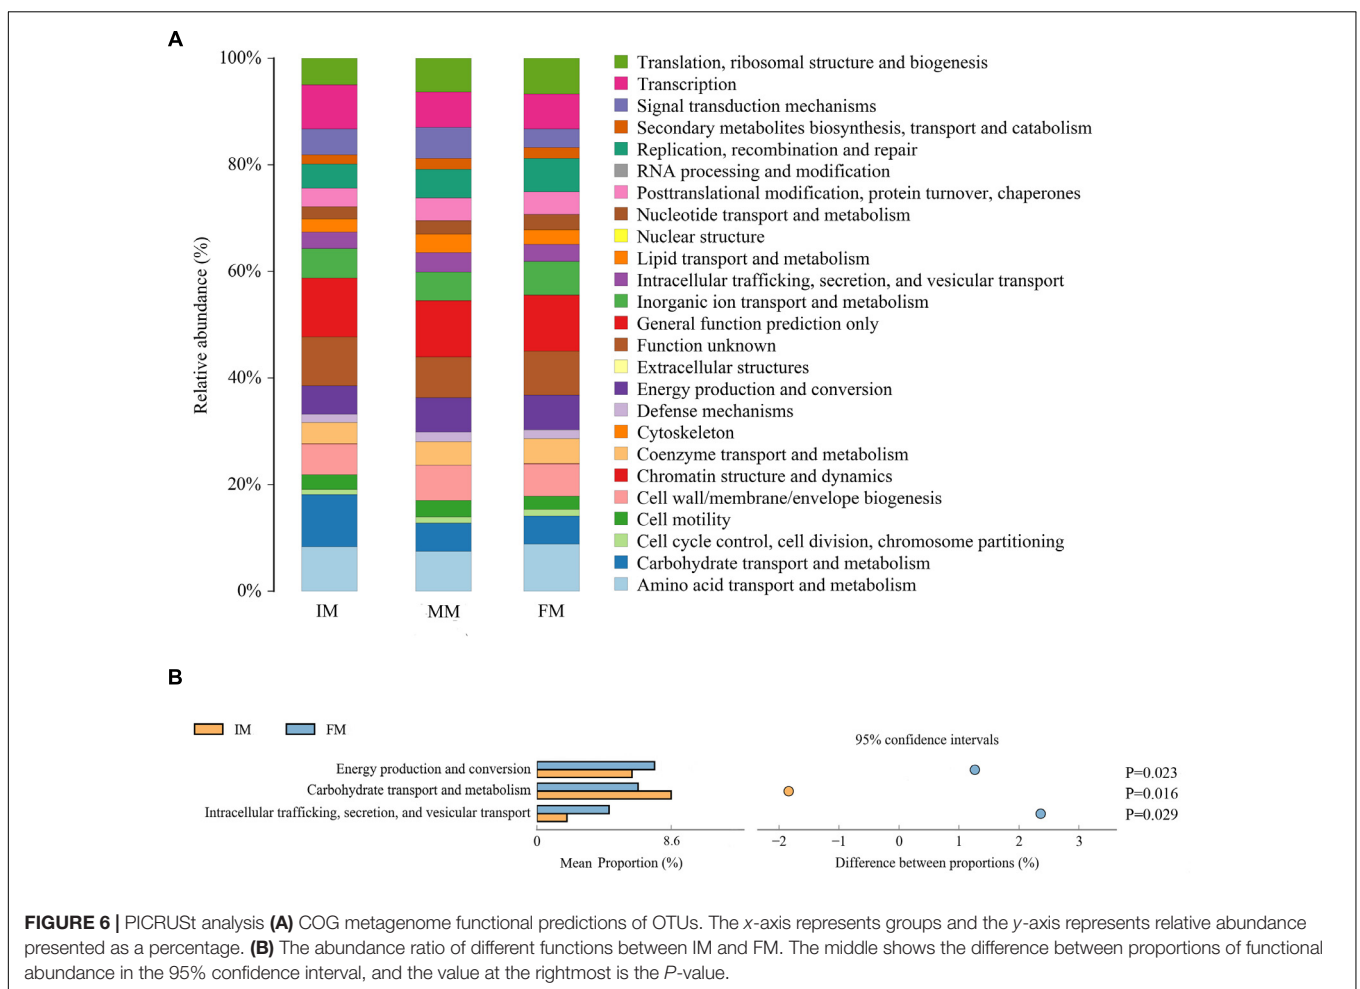 A
100%
80%
60%
40%
20%
0%
Relative abundance (%)
IM
MM
FM
Translation, ribosomal structure and biogenesis
Transcription
Signal transduction mechanisms
Secondary metabolites biosynthesis, transport and catabolism
Replication, recombination and repair
RNA processing and modification
Posttranslational modification, protein turnover, chaperones
Nucleotide transport and metabolism
Nuclear structure
Lipid transport and metabolism
Intracellular trafficking, secretion, and vesicular transport
Inorganic ion transport and metabolism
General function prediction only
Function unknown
Extracellular structures
Energy production and conversion
Defense mechanisms
Cytoskeleton
Coenzyme transport and metabolism
Chromatin structure and dynamics
Cell wall/membrane/envelope biogenesis
Cell motility
Cell cycle control, cell division, chromosome partitioning
Carbohydrate transport and metabolism
Amino acid transport and metabolism
B
IM
FM
95% confidence intervals
Energy production and conversion
P=0.023
Carbohydrate transport and metabolism
P=0.016
Intracellular trafficking, secretion, and vesicular transport
P=0.029
0 8.6
−2 −1 0 1 2 3
Mean Proportion (%)
Difference between proportions (%)
FIGURE 6 | PICRUSt analysis (A) COG metagenome functional predictions of OTUs. The x-axis represents groups and the y-axis represents relative abundance
presented as a percentage. (B) The abundance ratio of different functions between IM and FM. The middle shows the difference between proportions of functional
abundance in the 95% confidence interval, and the value at the rightmost is the P-value.